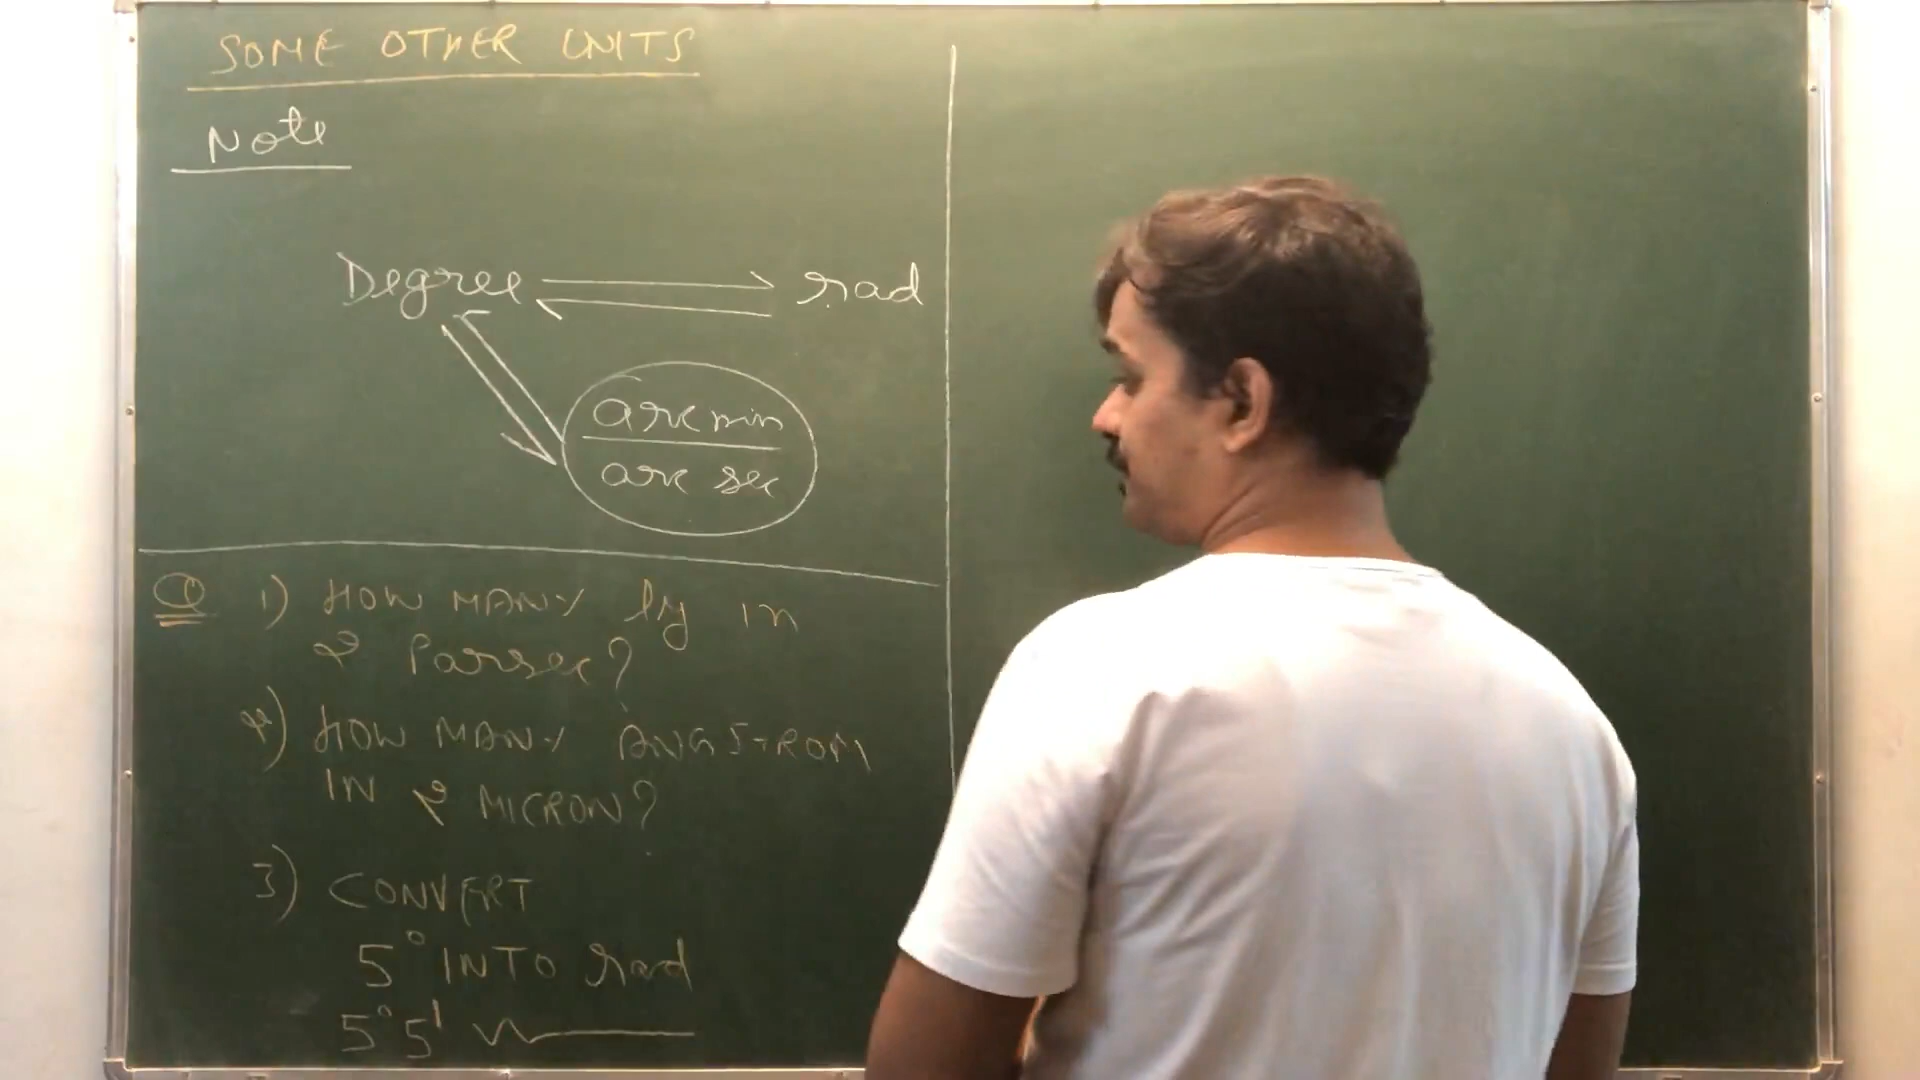 SOME OTHER UNITS
Note
Degree rad
arc min
arc sec
Q 1) HOW MANY ly in
2 Parsec?
2) HOW MANY ANGSTROM
IN 2 MICRON?
3) CONVERT
5° INTO rad
5° 5'